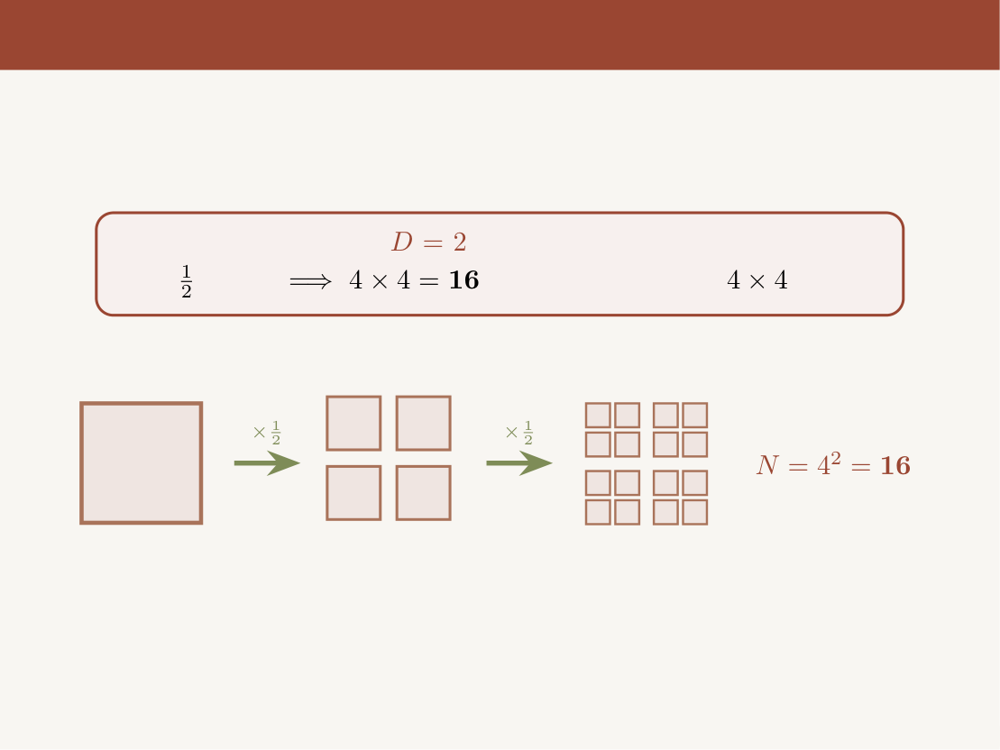 D = 2
1/2 ⟹ 4 × 4 = 16 4 × 4
×1/2 ×1/2
N = 4² = 16